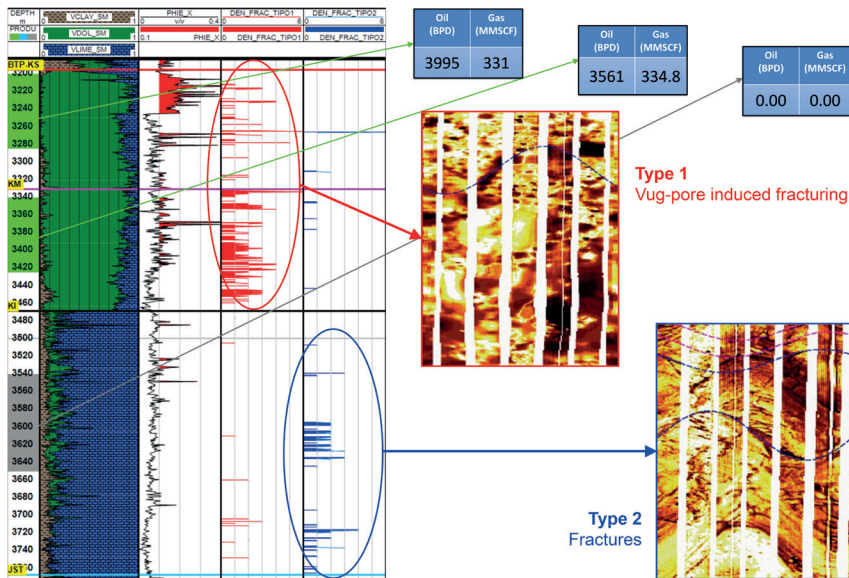 DEPTH
m
PRODU
0 VCLAY_SM 1
0 VDOL_SM 1
0 VLIME_SM 1
PHIE_X
0 v/v 0.4
0.1 PHIE_X
DEN_FRAC_TIPO1
0 6
0 DEN_FRAC_TIPO1
DEN_FRAC_TIPO2
0 6
0 DEN_FRAC_TIPO2
BTP-KS
3200
3220
3240
3260
3280
3300
3320
KM
3340
3360
3380
3400
3420
3440
3460
KI
3480
3500
3520
3540
3560
3580
3600
3620
3640
3660
3680
3700
3720
3740
JST
Oil
(BPD)
Gas
(MMSCF)
3995
331
Oil
(BPD)
Gas
(MMSCF)
3561
334.8
Oil
(BPD)
Gas
(MMSCF)
0.00
0.00
Type 1
Vug-pore induced fracturing
Type 2
Fractures